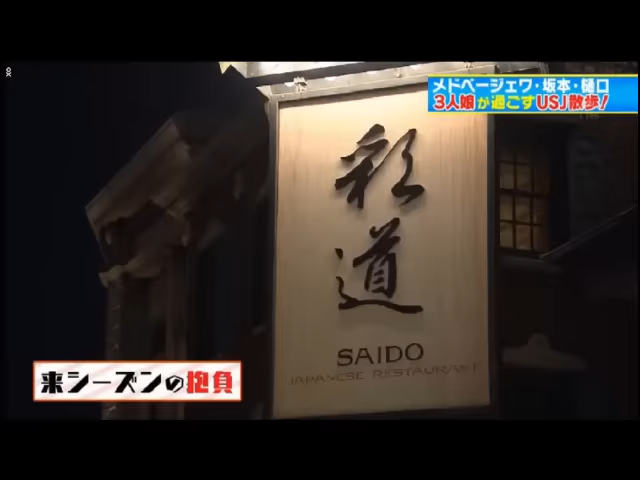 メドベージェワ・坂本・樋口
3人娘が過ごすUSJ散歩!
彩道
SAIDO
JAPANESE RESTAURANT
来シーズンの抱負